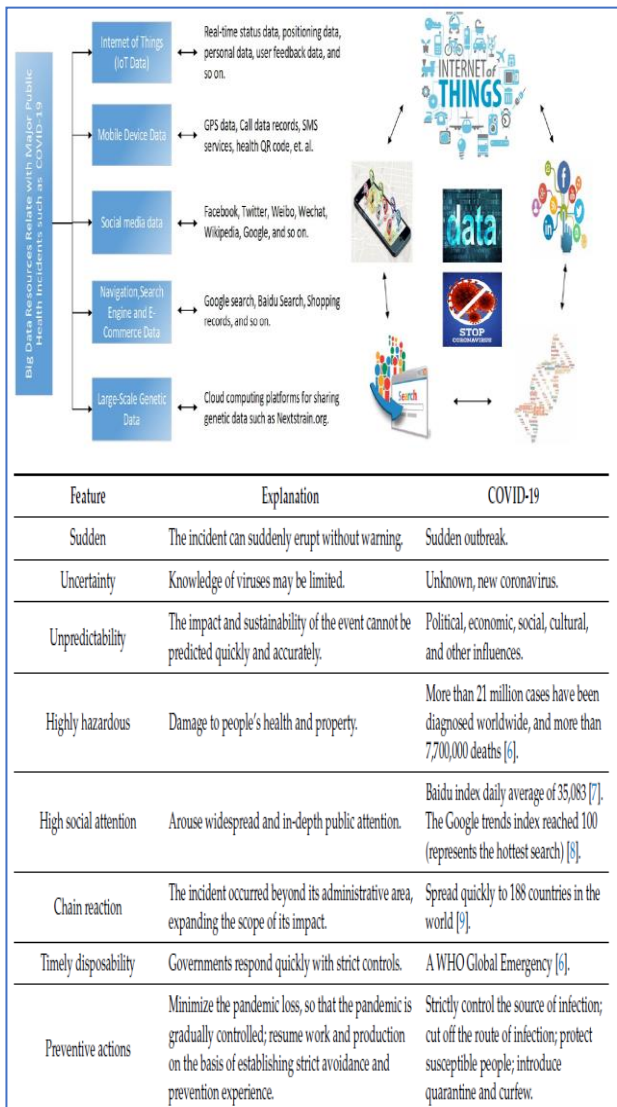 Big Data Resources Relate with Major Public
Health Incidents such as COVID-19
Internet of Things
(IoT Data)
Real-time status data, positioning data,
personal data, user feedback data, and
so on.
Mobile Device Data
GPS data, Call data records, SMS
services, health QR code, et. al.
Social media data
Facebook, Twitter, Weibo, Wechat,
Wikipedia, Google, and so on.
Navigation,Search
Engine and E-
Commerce Data
Google search, Baidu Search, Shopping
records, and so on.
Large-Scale Genetic
Data
Cloud computing platforms for sharing
genetic data such as Nextstrain.org.
INTERNET of
THINGS
data
STOP
CORONAVIRUS
Search
Feature Explanation COVID-19
Sudden The incident can suddenly erupt without warning. Sudden outbreak.
Uncertainty Knowledge of viruses may be limited. Unknown, new coronavirus.
Unpredictability
The impact and sustainability of the event cannot be
predicted quickly and accurately.
Political, economic, social, cultural,
and other influences.
Highly hazardous
Damage to people's health and property.
More than 21 million cases have been
diagnosed worldwide, and more than
7,700,000 deaths [6].
High social attention
Arouse widespread and in-depth public attention.
Baidu index daily average of 35,083 [7].
The Google trends index reached 100
(represents the hottest search) [8].
Chain reaction
The incident occurred beyond its administrative area,
expanding the scope of its impact.
Spread quickly to 188 countries in the
world [9].
Timely disposability Governments respond quickly with strict controls. A WHO Global Emergency [6].
Preventive actions
Minimize the pandemic loss, so that the pandemic is
gradually controlled; resume work and production
on the basis of establishing strict avoidance and
prevention experience.
Strictly control the source of infection;
cut off the route of infection; protect
susceptible people; introduce
quarantine and curfew.